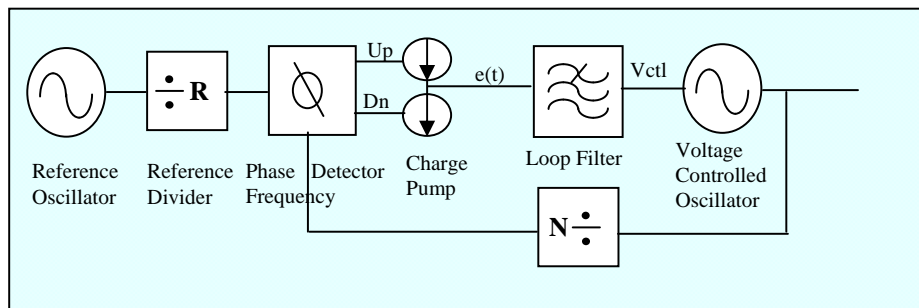 Up
e(t)
Vctl
÷ R
Dn
Reference
Oscillator
Reference
Divider
Phase Detector
Frequency
Charge
Pump
Loop Filter
Voltage
Controlled
Oscillator
N ÷